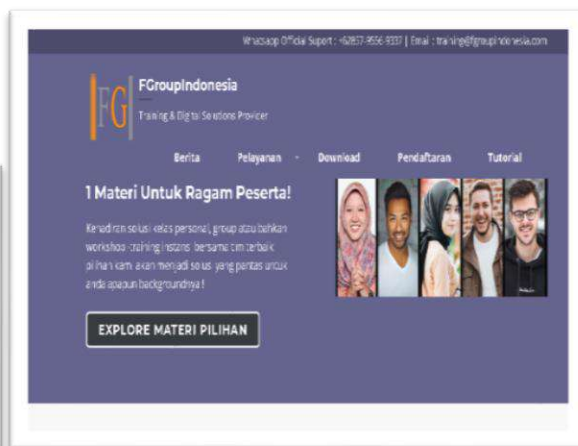 Whatsapp Official Suport : +62857-9556-9337 | Email : training@fgroupindonesia.com
FG
FGroupIndonesia
Training & Digital Solutions Provider
Berita Pelayanan Download Pendaftaran Tutorial
1 Materi Untuk Ragam Peserta!
Kehadiran solusi kelas personal, group atau bahkan
workshop training instans bersama tim terbaik
pilihan kami akan menjadi solusi yang pantas untuk
anda apapun backgroundnya !
EXPLORE MATERI PILIHAN